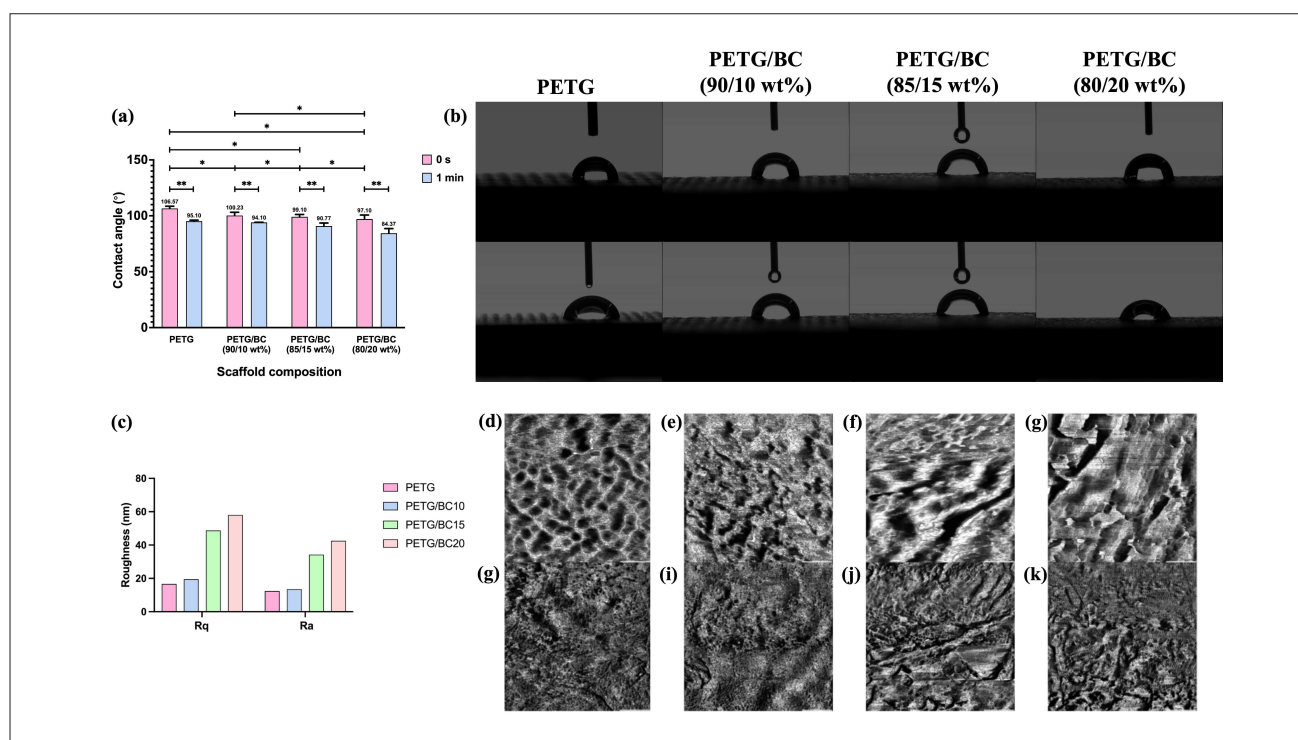 PETG
PETG/BC
(90/10 wt%)
PETG/BC
(85/15 wt%)
PETG/BC
(80/20 wt%)
(a)
*
*
*
* * *
** ** ** **
106.57 95.10 100.23 94.10 99.10 90.77 97.10 84.37
150
100
50
0
Contact angle (°)
PETG
PETG/BC
(90/10 wt%)
PETG/BC
(85/15 wt%)
PETG/BC
(80/20 wt%)
Scaffold composition
0 s
1 min
(b)
(c)
80
60
40
20
0
Roughness (nm)
Rq Ra
PETG
PETG/BC10
PETG/BC15
PETG/BC20
(d) (e) (f) (g)
(g) (i) (j) (k)